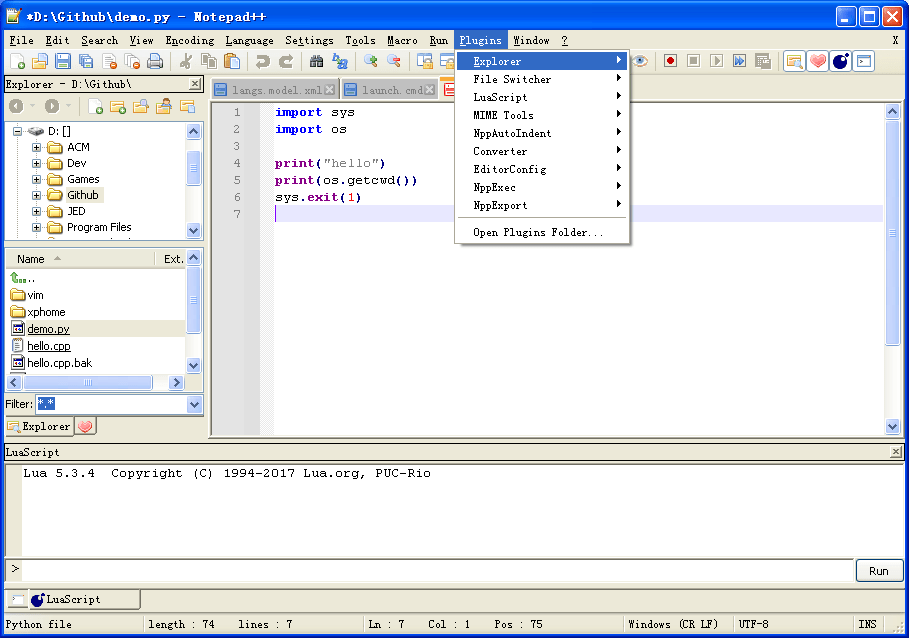 *D:\Github\demo.py - Notepad++
File Edit Search View Encoding Language Settings Tools Macro Run Plugins Window ? X
Explorer - D:\Github\
langs.model.xml launch.cmd
Explorer
File Switcher
LuaScript
MIME Tools
NppAutoIndent
Converter
EditorConfig
NppExec
NppExport
Open Plugins Folder...
D: []
ACM
Dev
Games
Github
JED
Program Files
Name Ext.
..
vim
xphome
demo.py
hello.cpp
hello.cpp.bak
Filter: *.*
Explorer
1 import sys
2 import os
3
4 print("hello")
5 print(os.getcwd())
6 sys.exit(1)
7
LuaScript
Lua 5.3.4 Copyright (C) 1994-2017 Lua.org, PUC-Rio
> Run
LuaScript
Python file length : 74 lines : 7 Ln : 7 Col : 1 Pos : 75 Windows (CR LF) UTF-8 INS